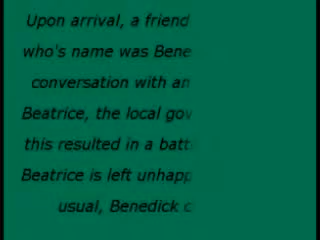 Upon arrival, a friend
who's name was Bene
conversation with an
Beatrice, the local gov
this resulted in a batt
Beatrice is left unhapp
usual, Benedick c